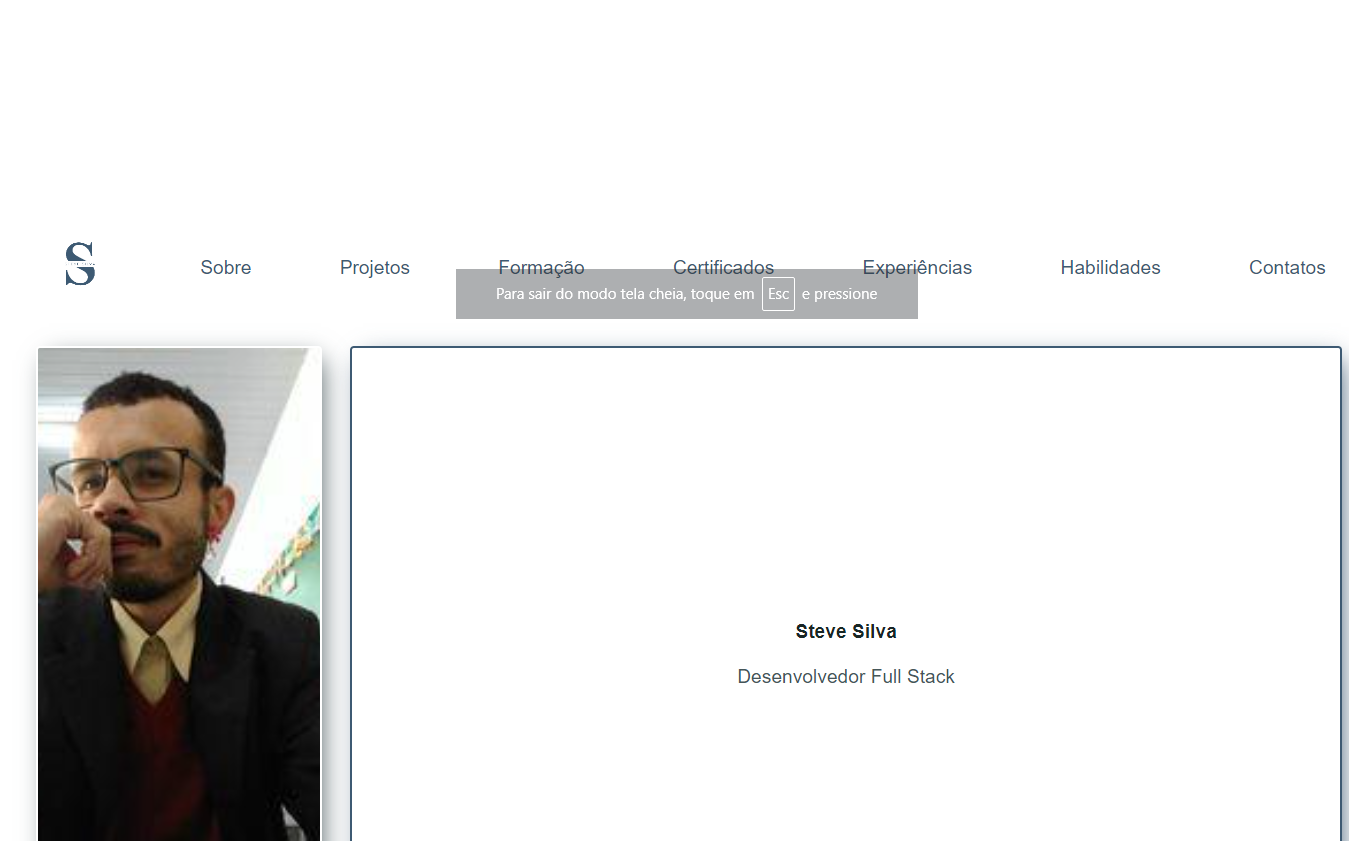 S
Sobre Projetos Formação Certificados Experiências Habilidades Contatos
Para sair do modo tela cheia, toque em Esc e pressione
Steve Silva
Desenvolvedor Full Stack